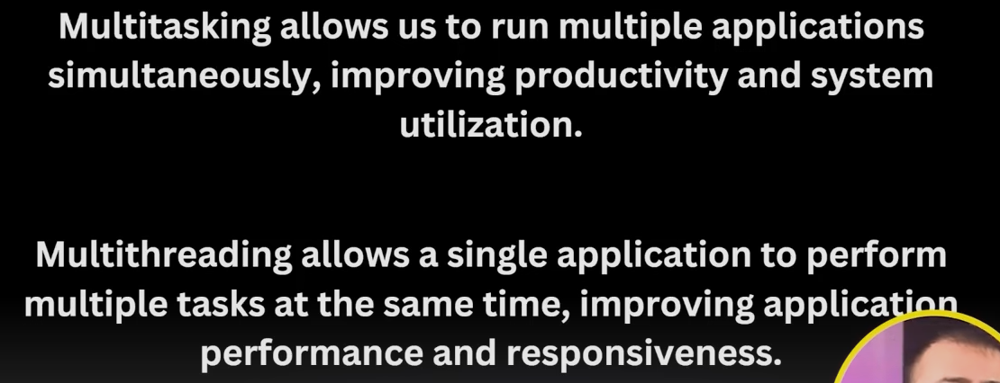 Multitasking allows us to run multiple applications
simultaneously, improving productivity and system
utilization.
Multithreading allows a single application to perform
multiple tasks at the same time, improving application
performance and responsiveness.